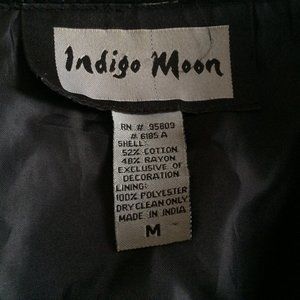 Indigo Moon
RN # 95809
# 6185 A
SHELL:
52% COTTON
48% RAYON
EXCLUSIVE OF
DECORATION
LINING:
100% POLYESTER
DRY CLEAN ONLY
MADE IN INDIA
M